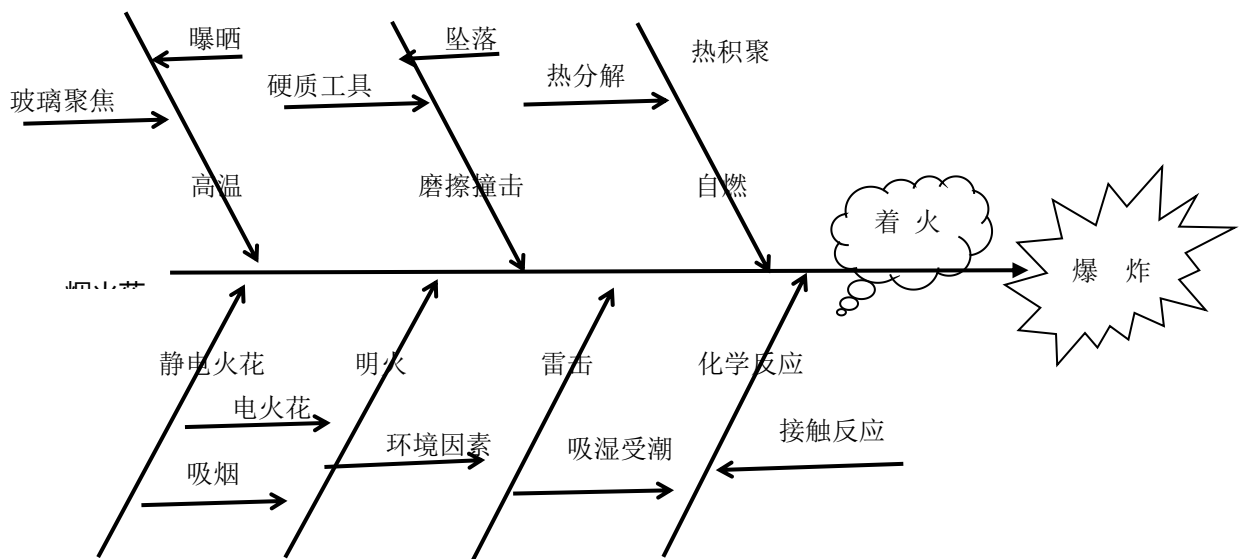 曝晒
坠落
热积聚
硬质工具
热分解
玻璃聚焦
高温
磨擦撞击
自燃
着 火
爆 炸
静电火花
明火
雷击
化学反应
电火花
环境因素
吸湿受潮
接触反应
吸烟